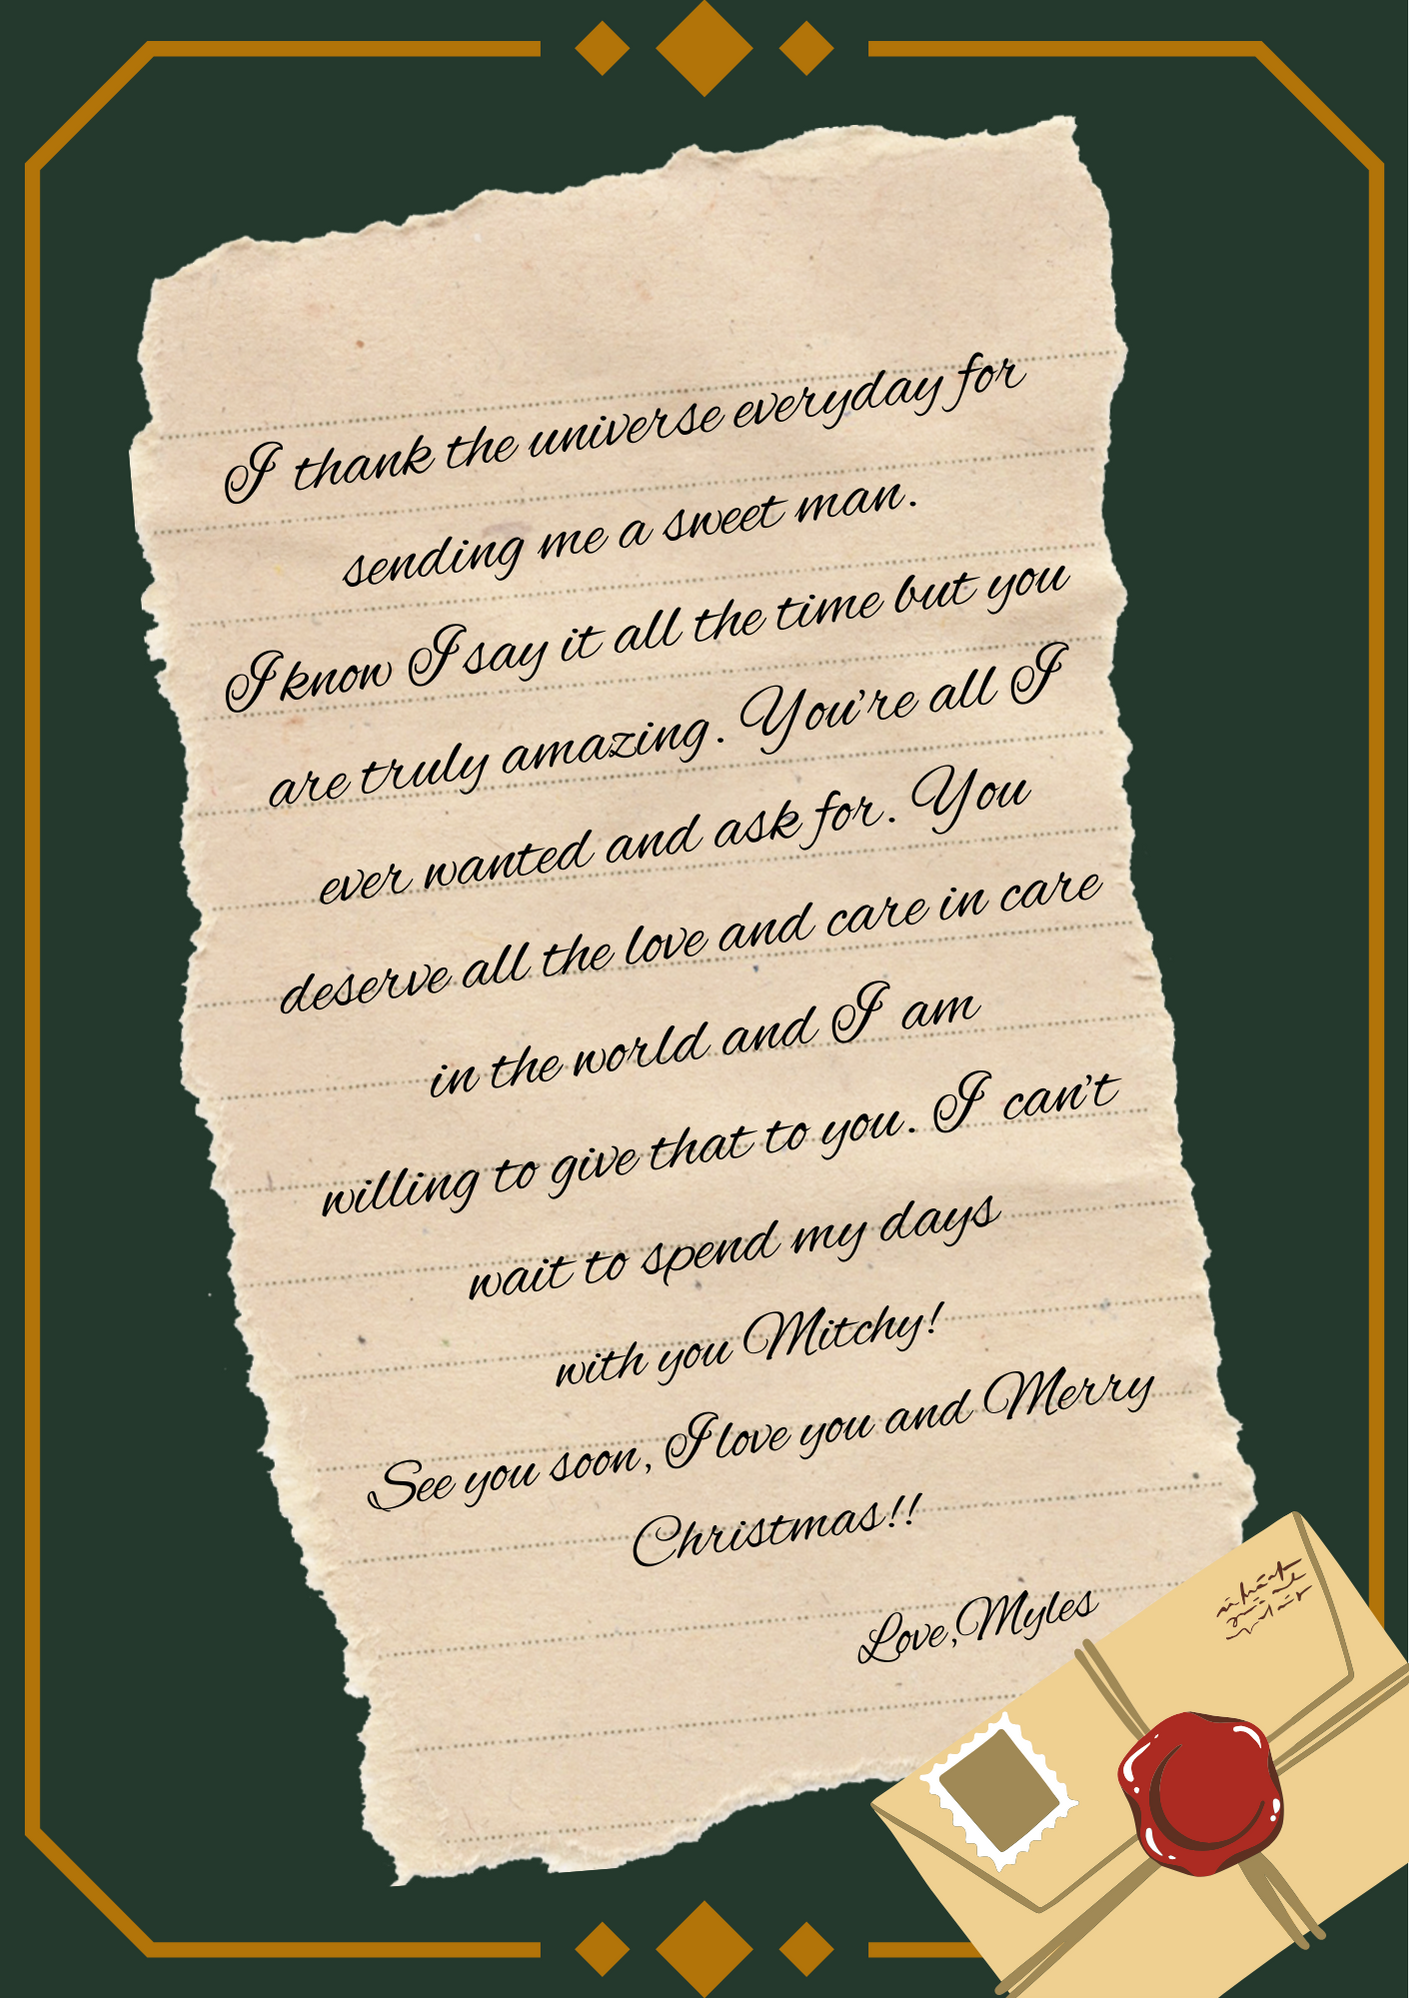 I thank the universe everyday for
sending me a sweet man.
I know I say it all the time but you
are truly amazing. You're all I
ever wanted and ask for. You
deserve all the love and care in care
in the world and I am
willing to give that to you. I can't
wait to spend my days
with you Mitchy!
See you soon, I love you and Merry
Christmas!!
Love,Myles